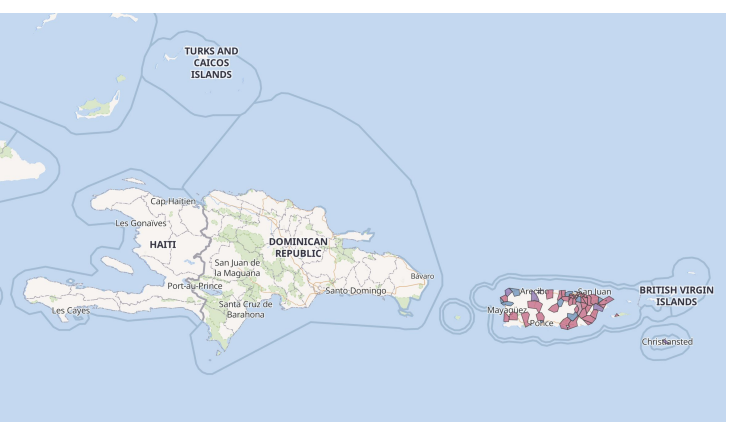 TURKS AND
CAICOS
ISLANDS
Cap-Haïtien
Les Gonaïves
HAITI
DOMINICAN
REPUBLIC
San Juan de
la Maguana
Bávaro
Port-au-Prince
Santo Domingo
Santa Cruz de
Barahona
Les Cayes
Arecibo
San Juan
Mayagüez
Ponce
BRITISH VIRGIN
ISLANDS
Christiansted